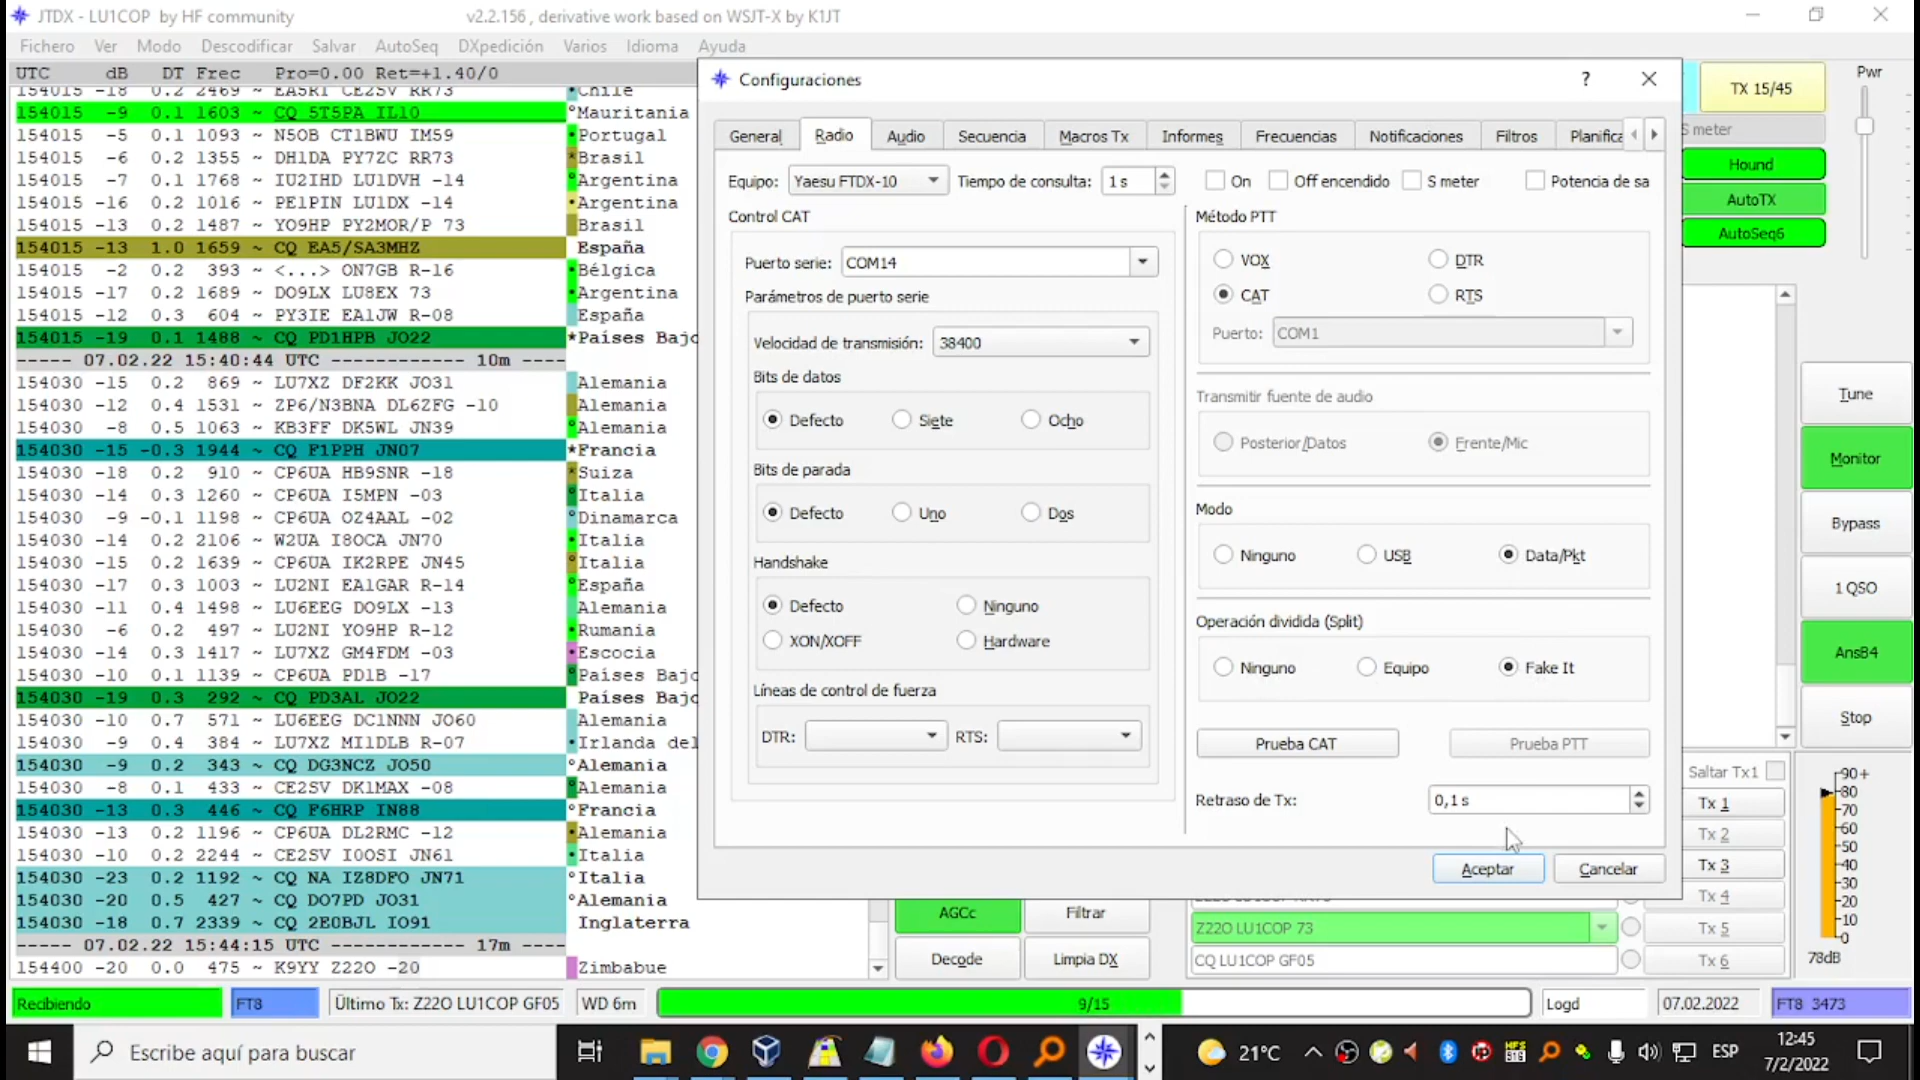 JTDX - LU1COP by HF community v2.2.156 , derivative work based on WSJT-X by K1JT
Fichero Ver Modo Descodificar Salvar AutoSeq DXpedición Varios Idioma Ayuda
UTC dB DT Frec Pro=0.00 Ret=+1.40/0
154015 -18 0.2 2469 ~ EA5RI CE2SV RR73 •Chile
154015 -9 0.1 1603 ~ CQ 5T5PA IL10 °Mauritania
154015 -5 0.1 1093 ~ N5OB CT1BWU IM59 •Portugal
154015 -6 0.2 1355 ~ DH1DA PY7ZC RR73 *Brasil
154015 -7 0.1 1768 ~ IU2IHD LU1DVH -14 °Argentina
154015 -16 0.2 1016 ~ PE1PIN LU1DX -14 °Argentina
154015 -13 0.2 1487 ~ YO9HP PY2MOR/P 73 Brasil
154015 -13 1.0 1659 ~ CQ EA5/SA3MHZ España
154015 -2 0.2 393 ~ <...> ON7GB R-16 •Bélgica
154015 -17 0.2 1689 ~ DO9LX LU8EX 73 •Argentina
154015 -12 0.3 604 ~ PY3IE EA1JW R-08 España
154015 -19 0.1 1488 ~ CQ PD1HPB JO22 *Países Bajo
----- 07.02.22 15:40:44 UTC ------------ 10m ----
154030 -15 0.2 869 ~ LU7XZ DF2KK JO31 Alemania
154030 -12 0.4 1531 ~ ZP6/N3BNA DL6ZFG -10 Alemania
154030 -8 0.5 1063 ~ KB3FF DK5WL JN39 °Alemania
154030 -15 -0.3 1944 ~ CQ F1PPH JN07 *Francia
154030 -18 0.2 910 ~ CP6UA HB9SNR -18 *Suiza
154030 -14 0.3 1260 ~ CP6UA I5MPN -03 °Italia
154030 -9 -0.1 1198 ~ CP6UA OZ4AAL -02 °Dinamarca
154030 -14 0.2 2106 ~ W2UA I8OCA JN70 •Italia
154030 -15 0.2 1639 ~ CP6UA IK2RPE JN45 °Italia
154030 -17 0.3 1003 ~ LU2NI EA1GAR R-14 °España
154030 -11 0.4 1498 ~ LU6EEG DO9LX -13 Alemania
154030 -6 0.2 497 ~ LU2NI YO9HP R-12 •Rumania
154030 -14 0.3 1417 ~ LU7XZ GM4FDM -03 •Escocia
154030 -10 0.1 1139 ~ CP6UA PD1B -17 •Países Bajo
154030 -19 0.3 292 ~ CQ PD3AL JO22 Países Bajo
154030 -10 0.7 571 ~ LU6EEG DC1NNN JO60 Alemania
154030 -9 0.4 384 ~ LU7XZ MI1DLB R-07 •Irlanda del
154030 -9 0.2 343 ~ CQ DG3NCZ JO50 °Alemania
154030 -8 0.1 433 ~ CE2SV DK1MAX -08 °Alemania
154030 -13 0.3 446 ~ CQ F6HRP IN88 °Francia
154030 -13 0.2 1196 ~ CP6UA DL2RMC -12 •Alemania
154030 -10 0.2 2244 ~ CE2SV I0OSI JN61 •Italia
154030 -23 0.2 1192 ~ CQ NA IZ8DFO JN71 °Italia
154030 -20 0.5 427 ~ CQ DO7PD JO31 °Alemania
154030 -18 0.7 2339 ~ CQ 2E0BJL IO91 Inglaterra
----- 07.02.22 15:44:15 UTC ------------ 17m ----
154400 -20 0.0 475 ~ K9YY Z22O -20 Zimbabue
Configuraciones ?
General Radio Audio Secuencia Macros Tx Informes Frecuencias Notificaciones Filtros Planifica
Equipo: Yaesu FTDX-10 Tiempo de consulta: 1 s On Off encendido S meter Potencia de sa
Control CAT
Puerto serie: COM14
Parámetros de puerto serie
Velocidad de transmisión: 38400
Bits de datos
Defecto Siete Ocho
Bits de parada
Defecto Uno Dos
Handshake
Defecto Ninguno
XON/XOFF Hardware
Líneas de control de fuerza
DTR: RTS:
Método PTT
VOX DTR
CAT RTS
Puerto: COM1
Transmitir fuente de audio
Posterior/Datos Frente/Mic
Modo
Ninguno USB Data/Pkt
Operación dividida (Split)
Ninguno Equipo Fake It
Prueba CAT Prueba PTT
Retraso de Tx: 0,1 s
Aceptar Cancelar
TX 15/45
Pwr
S meter
Hound
AutoTX
AutoSeq6
Tune
Monitor
Bypass
1 QSO
AnsB4
Stop
Saltar Tx1
Tx 1
Tx 2
Tx 3
Tx 4
Z22O LU1COP 73 Tx 5
CQ LU1COP GF05 Tx 6
90+
80
70
60
50
40
30
20
10
0
78dB
AGCc Filtrar
Decode Limpia DX
Recibiendo FT8 Último Tx: Z22O LU1COP GF05 WD 6m 9/15 Logd 07.02.2022 FT8 3473
Escribe aquí para buscar 21°C ESP 12:45
7/2/2022